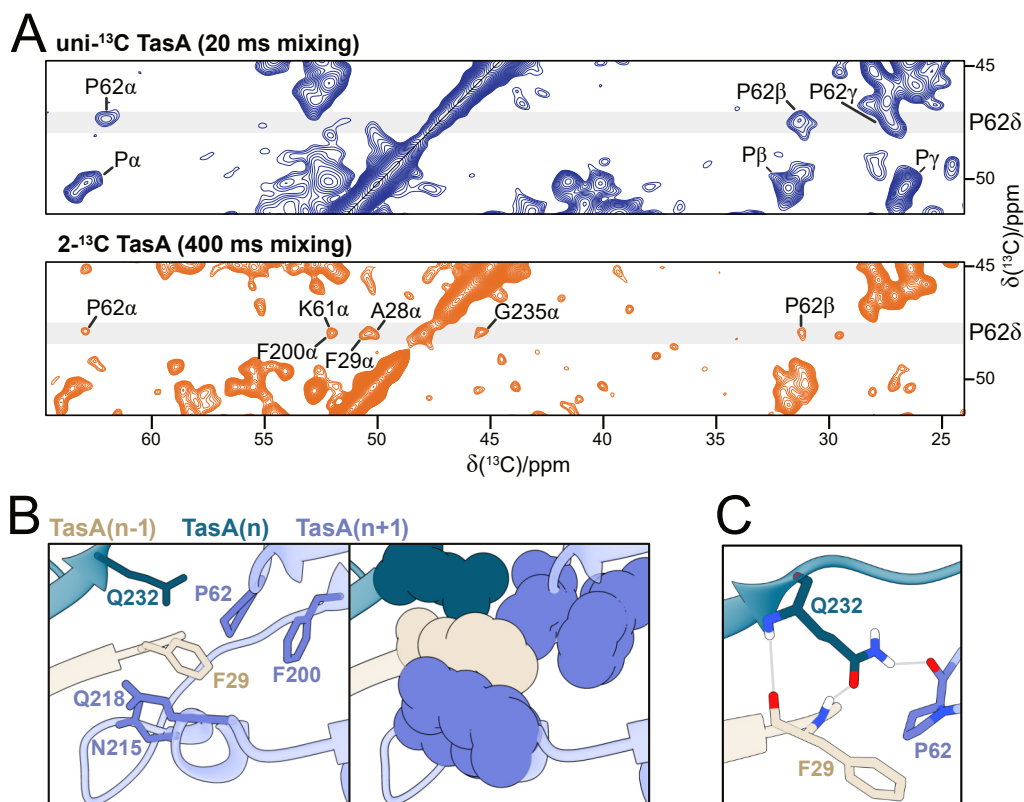 A
uni-¹³C TasA (20 ms mixing)
P62α
P62β
P62γ
Pα
Pβ
Pγ
45
P62δ
50
2-¹³C TasA (400 ms mixing)
P62α
K61α
A28α
G235α
P62β
F200α
F29α
45
P62δ
50
δ(¹³C)/ppm
60
55
50
45
40
35
30
25
δ(¹³C)/ppm
B
TasA(n-1) TasA(n) TasA(n+1)
Q232
P62
F29
F200
Q218
N215
C
Q232
F29
P62